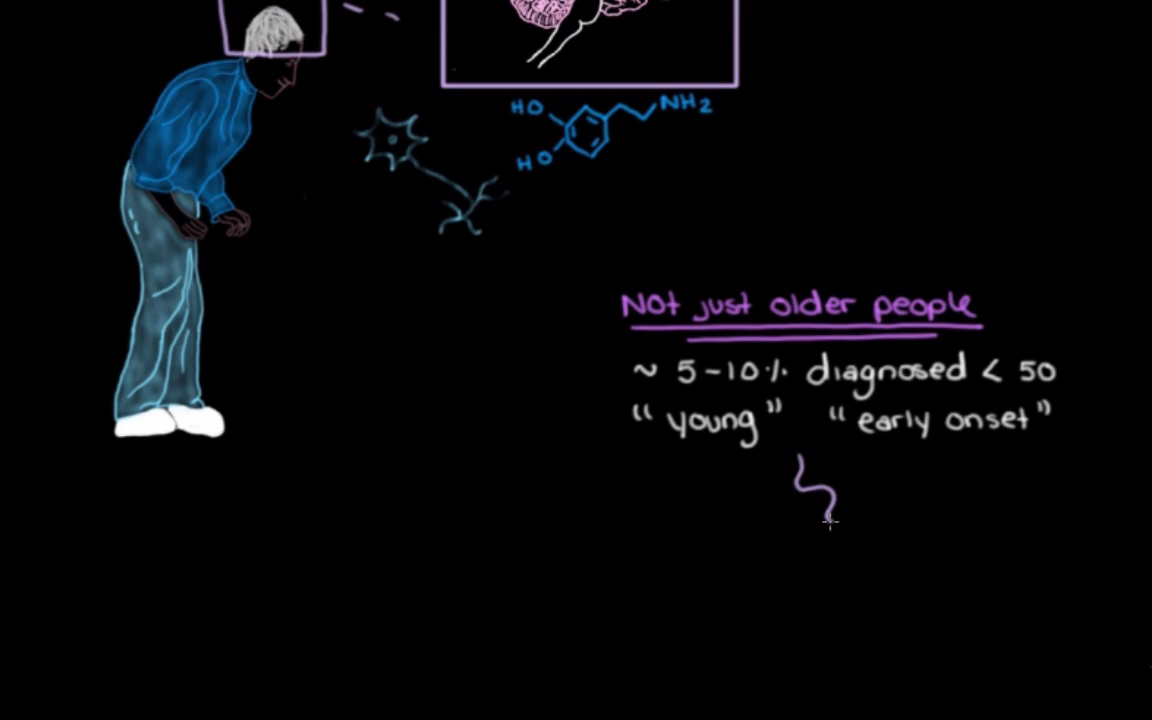 HO NH2
HO
Not just older people
~ 5-10% diagnosed < 50
"young" "early onset"